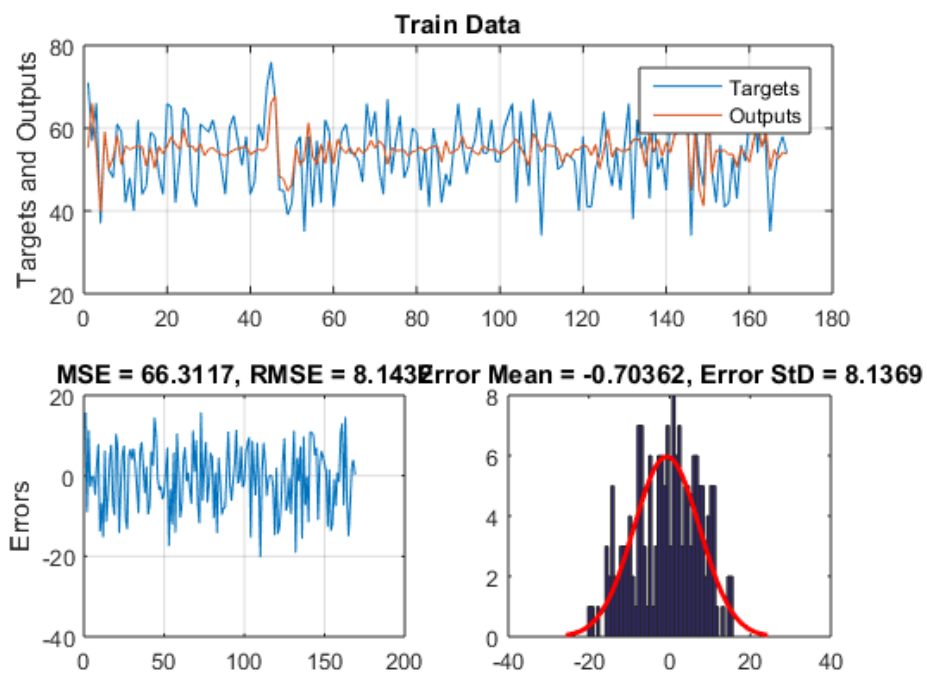 Train Data
Targets and Outputs
80
60
40
20
0 20 40 60 80 100 120 140 160 180
Targets
Outputs
MSE = 66.3117, RMSE = 8.1432
Error Mean = -0.70362, Error StD = 8.1369
Errors
20
0
-20
-40
0 50 100 150 200
8
6
4
2
0
-40 -20 0 20 40